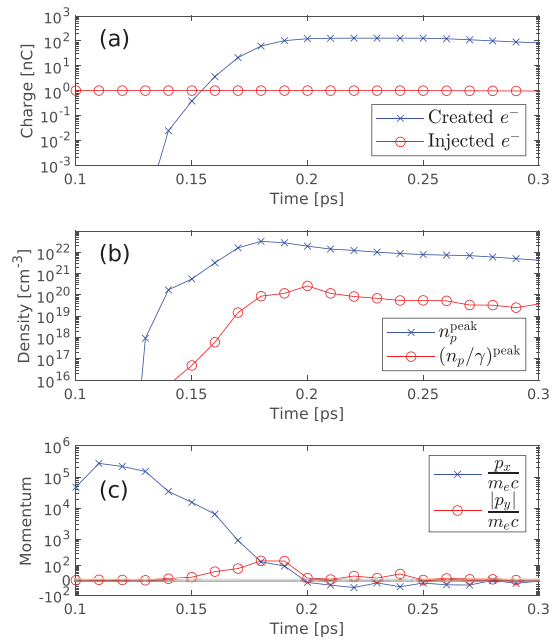 (a)
Charge [nC]
10^3
10^2
10^1
10^0
10^-1
10^-2
10^-3
Created e^-
Injected e^-
0.1 0.15 0.2 0.25 0.3
Time [ps]
(b)
Density [cm^-3]
10^22
10^21
10^20
10^19
10^18
10^17
10^16
n_p^peak
(n_p/γ)^peak
0.1 0.15 0.2 0.25 0.3
Time [ps]
(c)
Momentum
10^6
10^5
10^4
10^2
0
-10^2
p_x/m_ec
|p_y|/m_ec
0.1 0.15 0.2 0.25 0.3
Time [ps]